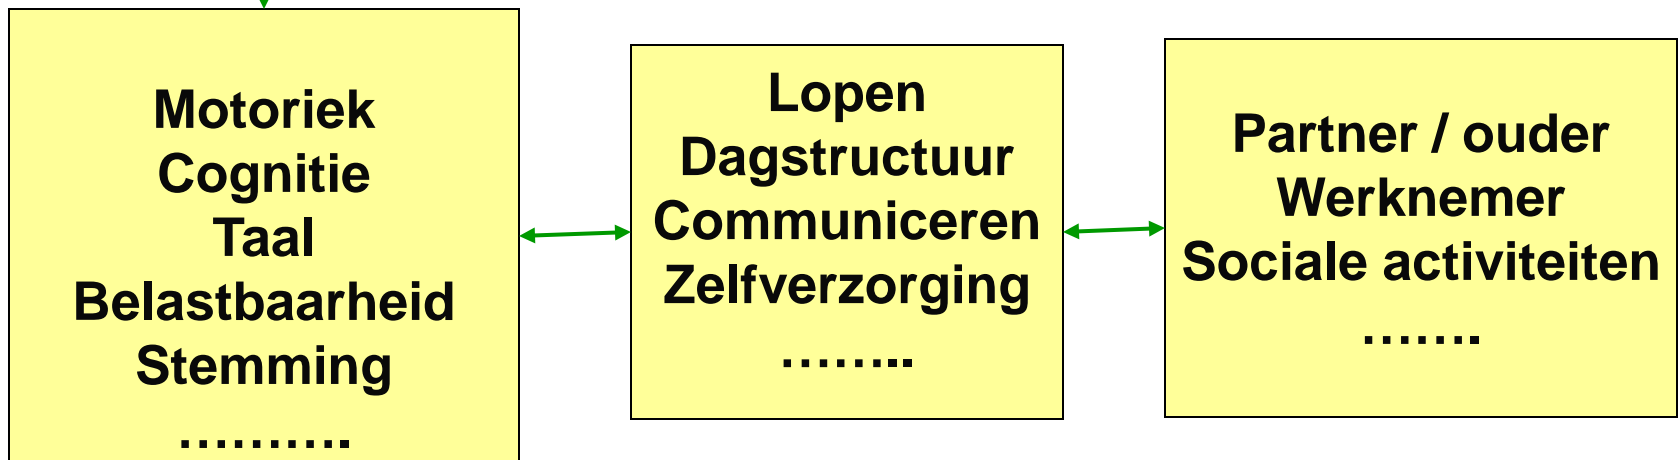 Motoriek
Cognitie
Taal
Belastbaarheid
Stemming
……….
Lopen
Dagstructuur
Communiceren
Zelfverzorging
……...
Partner / ouder
Werknemer
Sociale activiteiten
…….